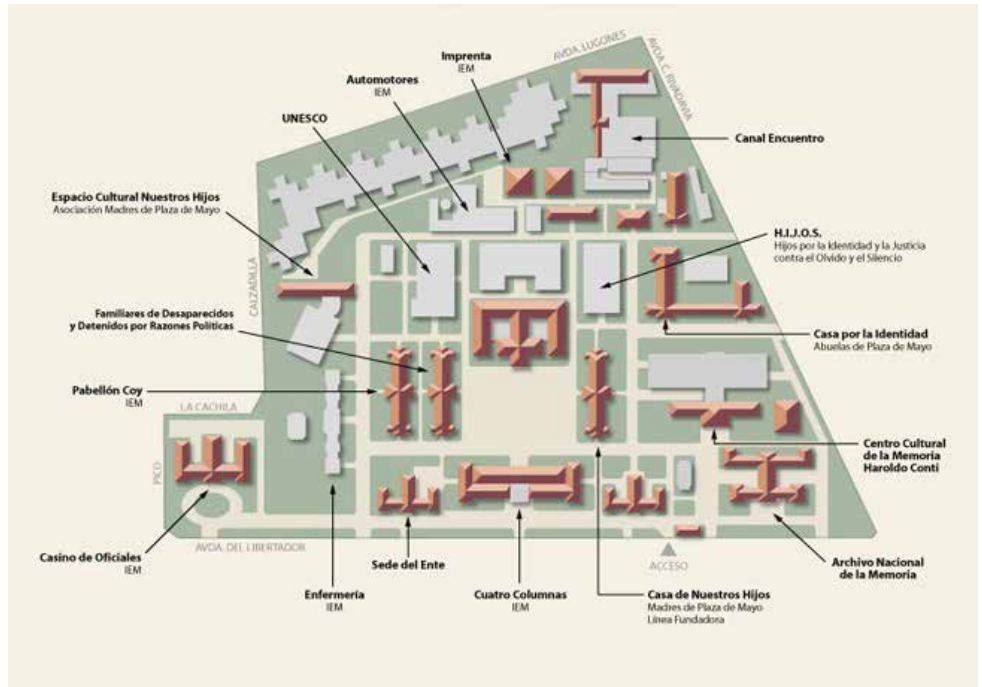 AVDA. LUGONES
AVDA. C. RIVADAVIA
Imprenta
IEM
Automotores
IEM
UNESCO
Canal Encuentro
Espacio Cultural Nuestros Hijos
Asociación Madres de Plaza de Mayo
H.I.J.O.S.
Hijos por la Identidad y la Justicia
contra el Olvido y el Silencio
CALZADILLA
Familiares de Desaparecidos
y Detenidos por Razones Políticas
Casa por la Identidad
Abuelas de Plaza de Mayo
Pabellón Coy
IEM
LA CACHILA
Centro Cultural
de la Memoria
Haroldo Conti
PICO
Casino de Oficiales
IEM
AVDA. DEL LIBERTADOR
Sede del Ente
ACCESO
Archivo Nacional
de la Memoria
Enfermería
IEM
Cuatro Columnas
IEM
Casa de Nuestros Hijos
Madres de Plaza de Mayo
Línea Fundadora